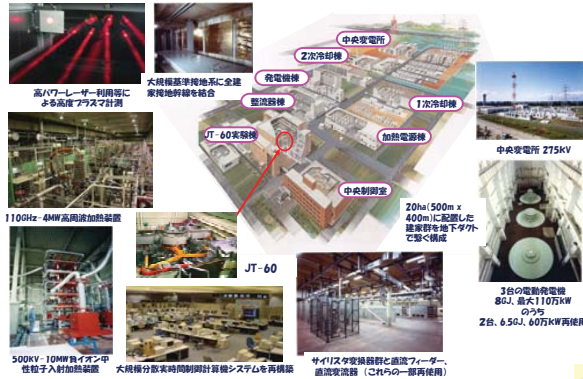 高パワーレーザー利用等に
よる高度プラズマ計測
大規模基準接地系に全建
家接地幹線を結合
中央変電所
2次冷却棟
発電機棟
整流器棟
JT-60実験棟
1次冷却棟
加熱電源棟
中央制御室
中央変電所 275kV
110GHz-4MW高周波加熱装置
20ha(500m x
400m)に配置した
建家群を地下ダクト
で繋ぐ構成
JT-60
3台の電動発電機
8GJ、最大110万kW
のうち
2台、6.5GJ、60万kW再使用
500kV-10MW負イオン中
性粒子入射加熱装置
大規模分散実時間制御計算機システムを再構築
サイリスタ変換器群と直流フィーダー、
直流変流器 (これらの一部再使用)